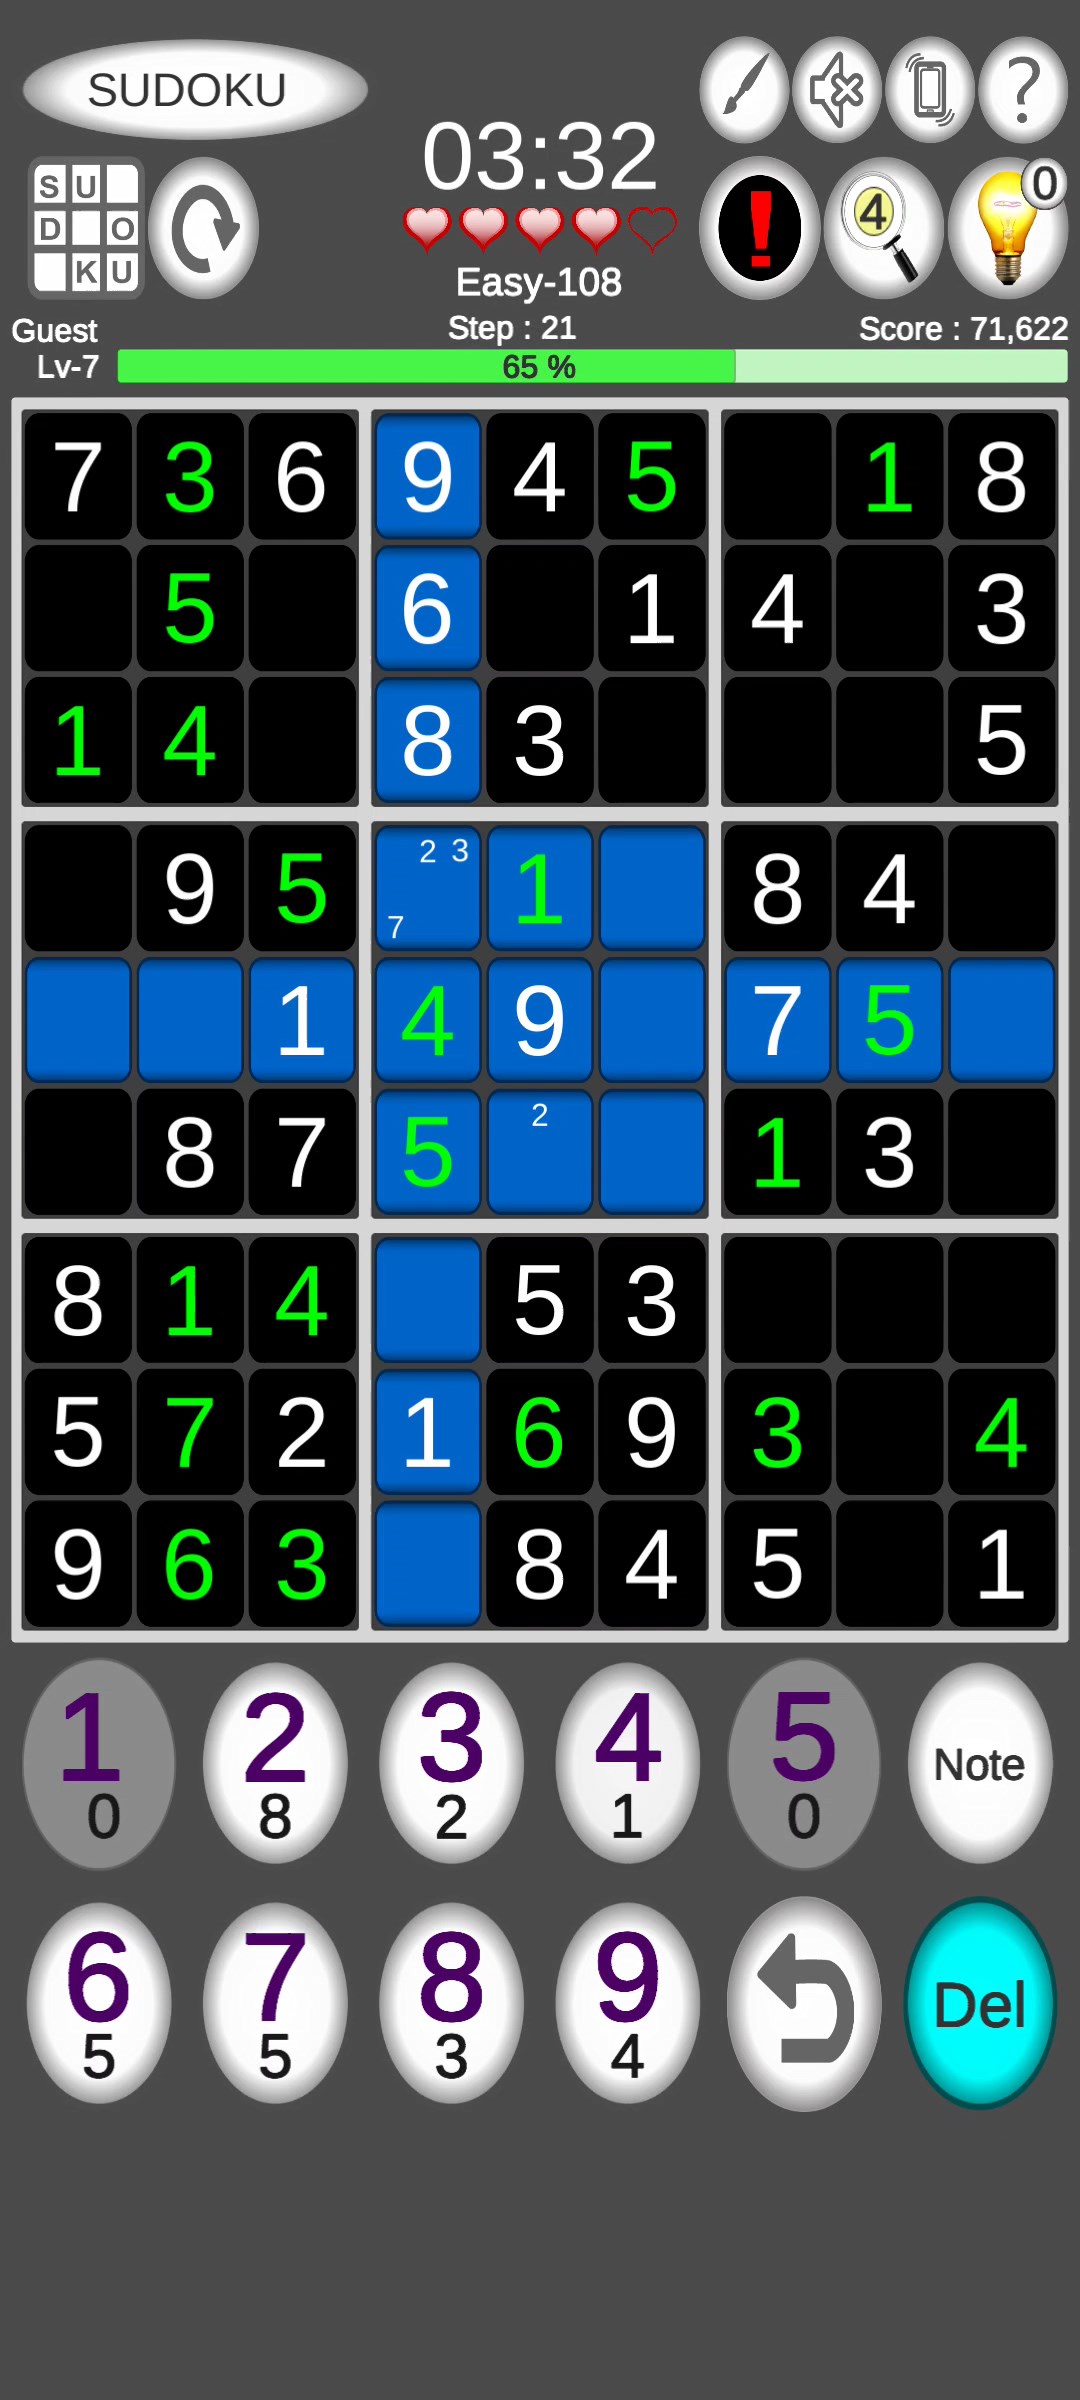 SUDOKU
S U
D O
K U
03:32
4
0
Easy-108
Guest
Step : 21
Score : 71,622
Lv-7
65 %
7 3 6 9 4 5 1 8
5 6 1 4 3
1 4 8 3 5
9 5 2 3 7 1 8 4
1 4 9 7 5
8 7 5 2 1 3
8 1 4 5 3
5 7 2 1 6 9 3 4
9 6 3 8 4 5 1
1 2 3 4 5 Note
0 8 2 1 0
6 7 8 9 Del
5 5 3 4